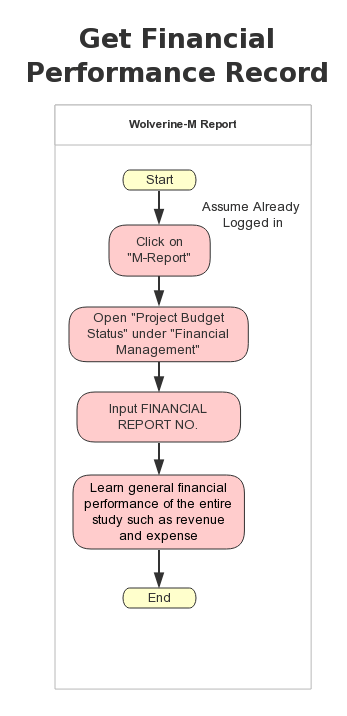 Get Financial
Performance Record
Wolverine-M Report
Start
Assume Already
Logged in
Click on
"M-Report"
Open "Project Budget
Status" under "Financial
Management"
Input FINANCIAL
REPORT NO.
Learn general financial
performance of the entire
study such as revenue
and expense
End